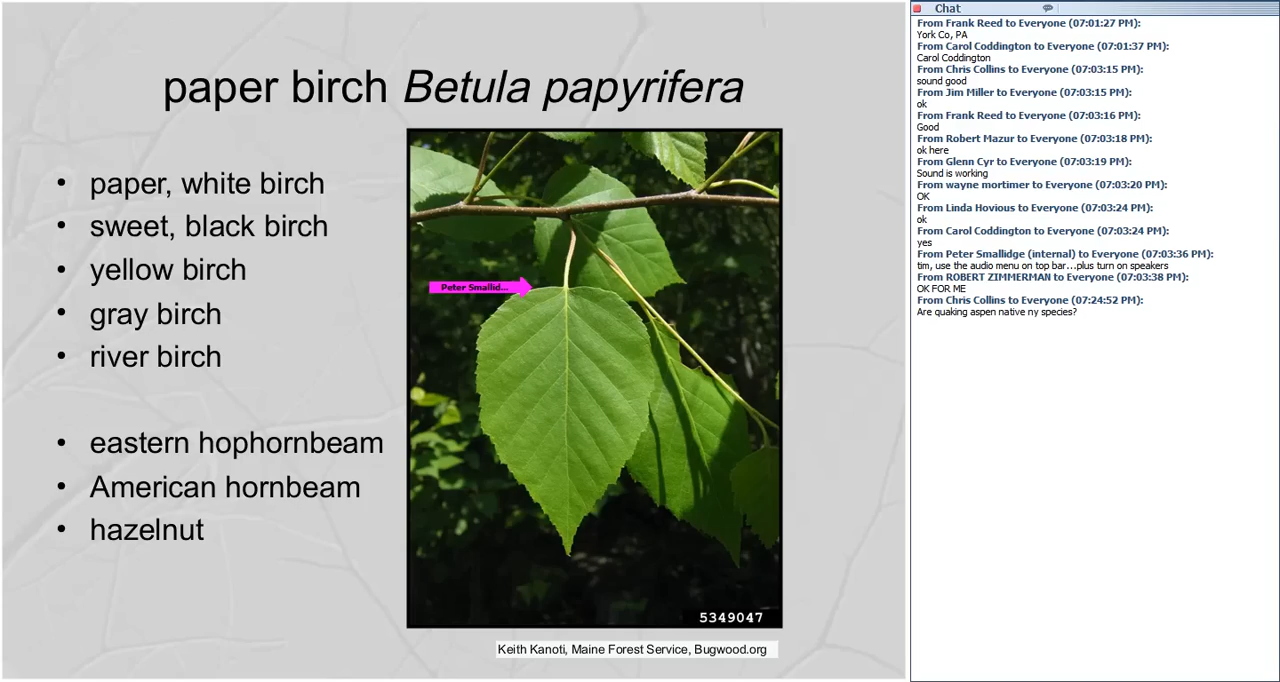 paper birch Betula papyrifera
• paper, white birch
• sweet, black birch
• yellow birch
• gray birch
• river birch
• eastern hophornbeam
• American hornbeam
• hazelnut
Peter Smallid...
5349047
Keith Kanoti, Maine Forest Service, Bugwood.org
Chat
From Frank Reed to Everyone (07:01:27 PM):
York Co, PA
From Carol Coddington to Everyone (07:01:37 PM):
Carol Coddington
From Chris Collins to Everyone (07:03:15 PM):
sound good
From Jim Miller to Everyone (07:03:15 PM):
ok
From Frank Reed to Everyone (07:03:16 PM):
Good
From Robert Mazur to Everyone (07:03:18 PM):
ok here
From Glenn Cyr to Everyone (07:03:19 PM):
Sound is working
From wayne mortimer to Everyone (07:03:20 PM):
OK
From Linda Hovious to Everyone (07:03:24 PM):
ok
From Carol Coddington to Everyone (07:03:24 PM):
yes
From Peter Smallidge (internal) to Everyone (07:03:36 PM):
tim, use the audio menu on top bar...plus turn on speakers
From ROBERT ZIMMERMAN to Everyone (07:03:38 PM):
OK FOR ME
From Chris Collins to Everyone (07:24:52 PM):
Are quaking aspen native ny species?